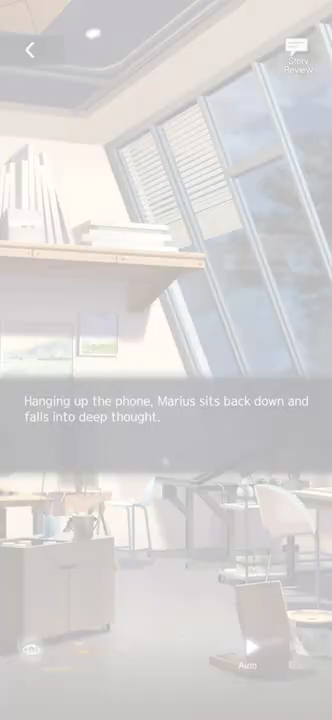 Story
Review
Hanging up the phone, Marius sits back down and
falls into deep thought.
Auto